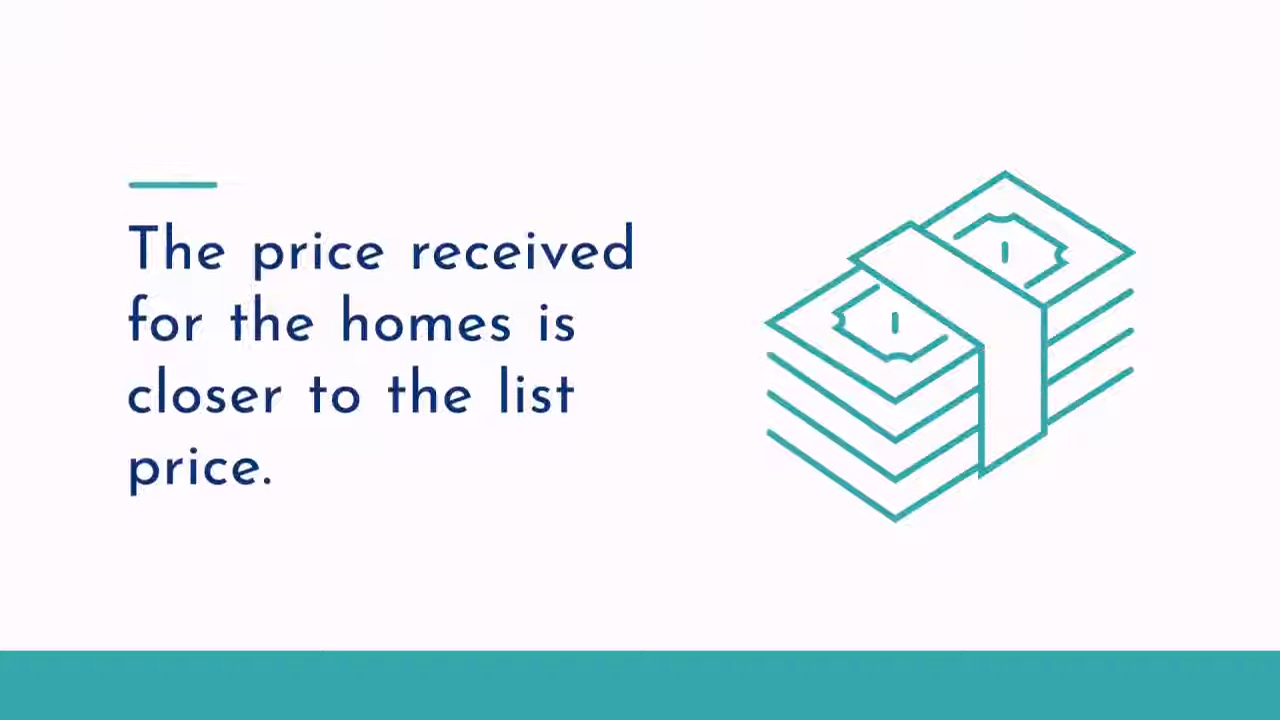 The price received
for the homes is
closer to the list
price.